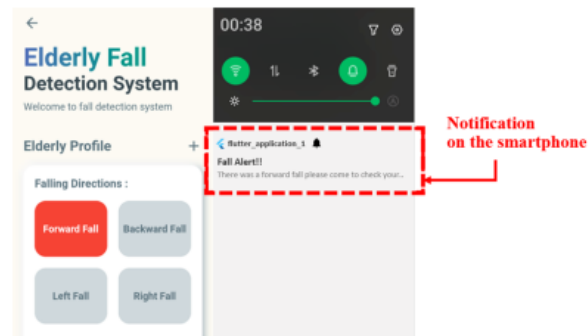 Elderly Fall
Detection System
Welcome to fall detection system
Elderly Profile +
Falling Directions :
Forward Fall
Backward Fall
Left Fall
Right Fall
00:38
flutter_application_1
Fall Alert!!
There was a forward fall please come to check your...
Notification
on the smartphone